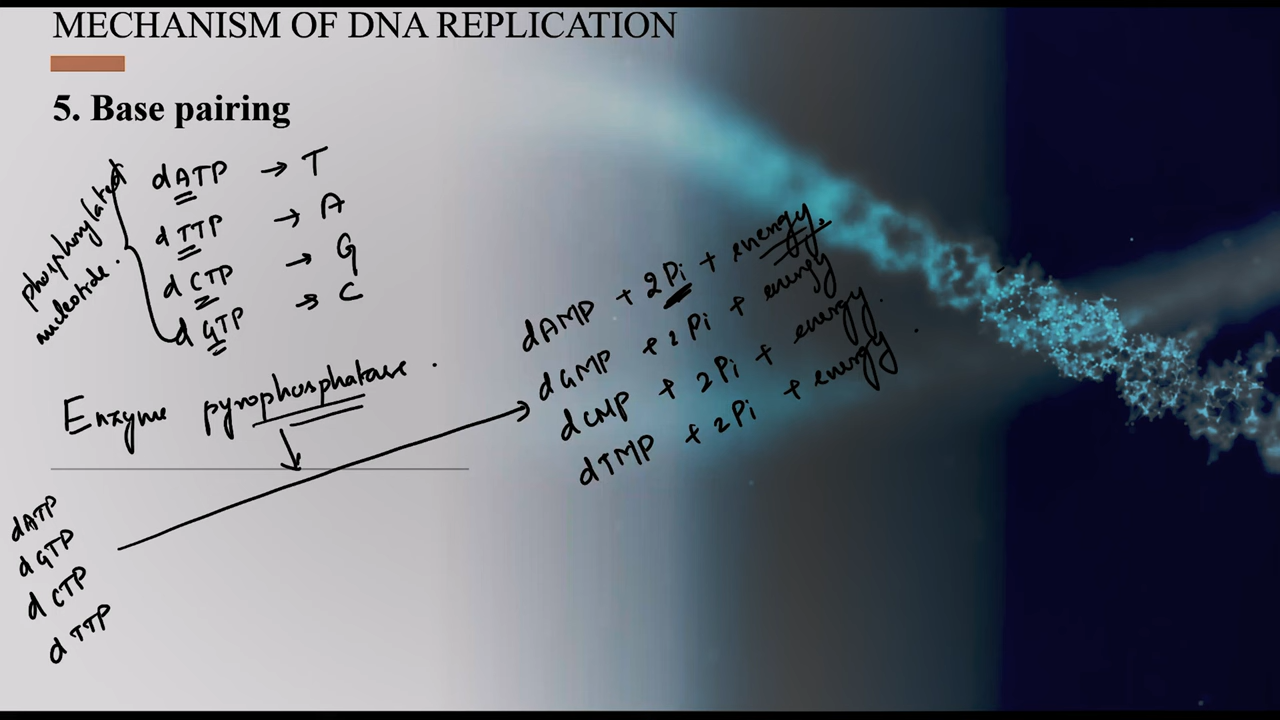 MECHANISM OF DNA REPLICATION
5. Base pairing
phosphorylated
nucleotide.
dATP → T
dTTP → A
dCTP → G
dGTP → C
Enzyme pyrophosphatase.
dATP
dGTP
dCTP
dTTP
dAMP + 2Pi + energy.
dGMP + 2Pi + energy
dCMP + 2Pi + energy.
dTMP + 2Pi + energy.